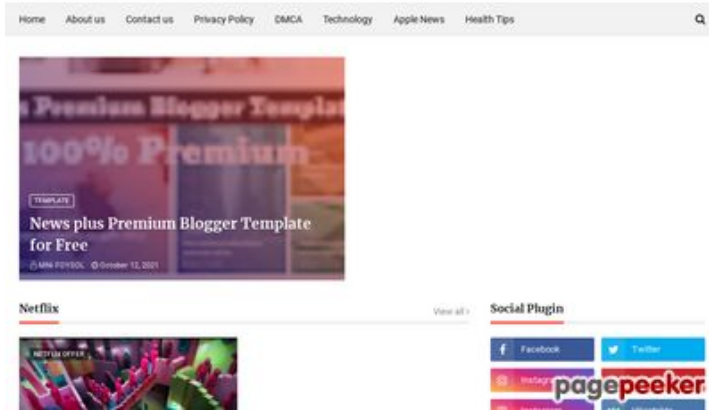 Home About us Contact us Privacy Policy DMCA Technology Apple News Health Tips
s Premium Blogger Templat
100% Premium
TEMPLATE
News plus Premium Blogger Template
for Free
October 12, 2021
Netflix View all › Social Plugin
NETFLIX OFFER
Facebook Twitter
Instagr
pagepeeker